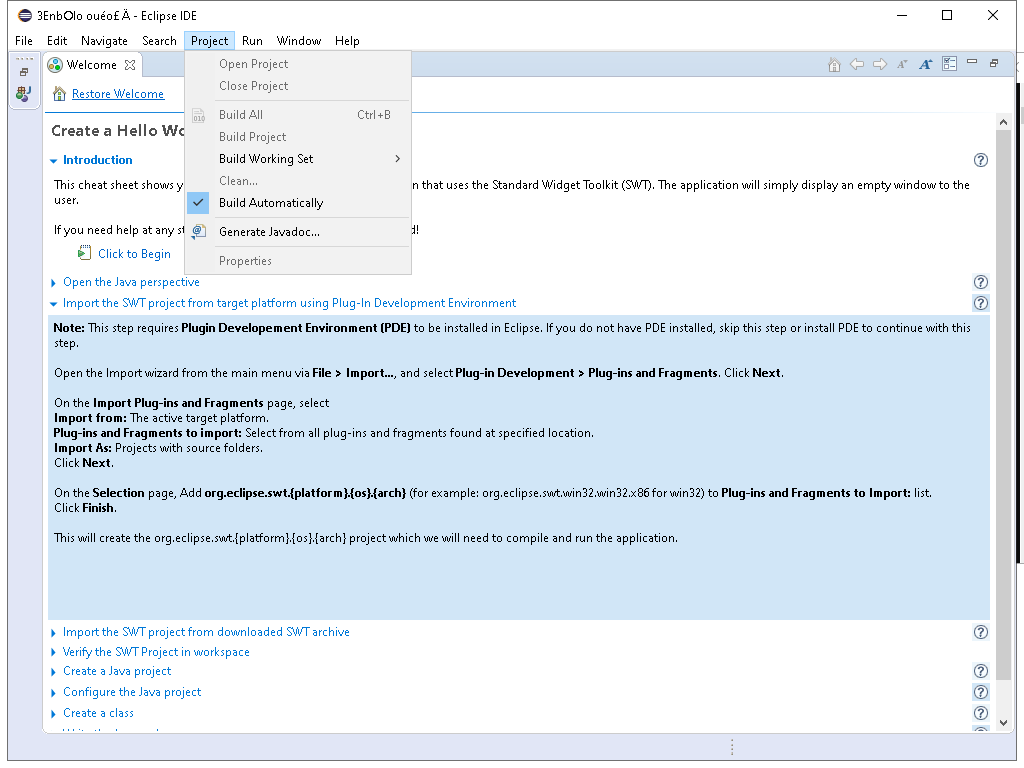 3EnbOlo ouéo£Ä - Eclipse IDE
File Edit Navigate Search Project Run Window Help
Welcome
Open Project
Close Project
Restore Welcome
Build All Ctrl+B
Build Project
Build Working Set
Clean...
Build Automatically
Generate Javadoc...
Properties
Create a Hello Wo
Introduction
This cheat sheet shows y n that uses the Standard Widget Toolkit (SWT). The application will simply display an empty window to the
user.
If you need help at any st d!
Click to Begin
Open the Java perspective
Import the SWT project from target platform using Plug-In Development Environment
Note: This step requires Plugin Developement Environment (PDE) to be installed in Eclipse. If you do not have PDE installed, skip this step or install PDE to continue with this
step.
Open the Import wizard from the main menu via File > Import..., and select Plug-in Development > Plug-ins and Fragments. Click Next.
On the Import Plug-ins and Fragments page, select
Import from: The active target platform.
Plug-ins and Fragments to import: Select from all plug-ins and fragments found at specified location.
Import As: Projects with source folders.
Click Next.
On the Selection page, Add org.eclipse.swt.{platform}.{os}.{arch} (for example: org.eclipse.swt.win32.win32.x86 for win32) to Plug-ins and Fragments to Import: list.
Click Finish.
This will create the org.eclipse.swt.{platform}.{os}.{arch} project which we will need to compile and run the application.
Import the SWT project from downloaded SWT archive
Verify the SWT Project in workspace
Create a Java project
Configure the Java project
Create a class